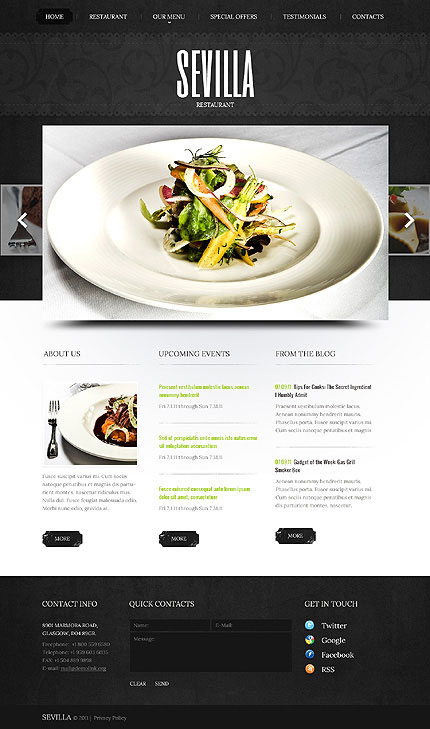 HOME
RESTAURANT
OUR MENU
SPECIAL OFFERS
TESTIMONIALS
CONTACTS
SEVILLA
RESTAURANT
ABOUT US
Fusce suscipit varius mi. Cum sociis
natoque penatibus et magnis dis partu-
rient montes, nascetur ridiculus mus.
Nulla dui. Fusce feugiat malesuada odio.
Morbi nunc odio, gravida at.
MORE
UPCOMING EVENTS
Praesent vestibulum molestie lacus aenean
nonummy hendrerit
Fri 7.1.11 through Sun 7.31.11
Sed ut perspiciatis unde omnis iste natus error
sit voluptatem accusantium
Fri 7.1.11 through Sun 7.31.11
Fusce euismod consequat ante lorem ipsum
dolor sit amet, consectetuer
Fri 7.1.11 through Sun 7.31.11
MORE
FROM THE BLOG
07.09.11 Tips for Cooks: The Secret Ingredient
I Humbly Admit
Praesent vestibulum molestie lacus.
Aenean nonummy hendrerit mauris.
Phasellus porta. Fusce suscipit varius mi.
Cum sociis natoque penatibus et magnis
Gadget of the Week: Gas Grill
Smoker Box
Aenean nonummy hendrerit mauris.
Phasellus porta. Fusce suscipit varius mi.
Cum sociis natoque penatibus et magnis
dis parturient montes, nascetur.
MORE
CONTACT INFO
8901 MARMORA ROAD,
GLASGOW, D04 89GR.
Freephone: +1 800 559 6580
Telephone: +1 959 603 6035
FAX: +1 504 889 9898
E-mail: mail@demolink.org
QUICK CONTACTS
Name:
E-Mail:
Message:
CLEAR
SEND
GET IN TOUCH
Twitter
Google
Facebook
RSS
SEVILLA © 2011 | Privacy Policy